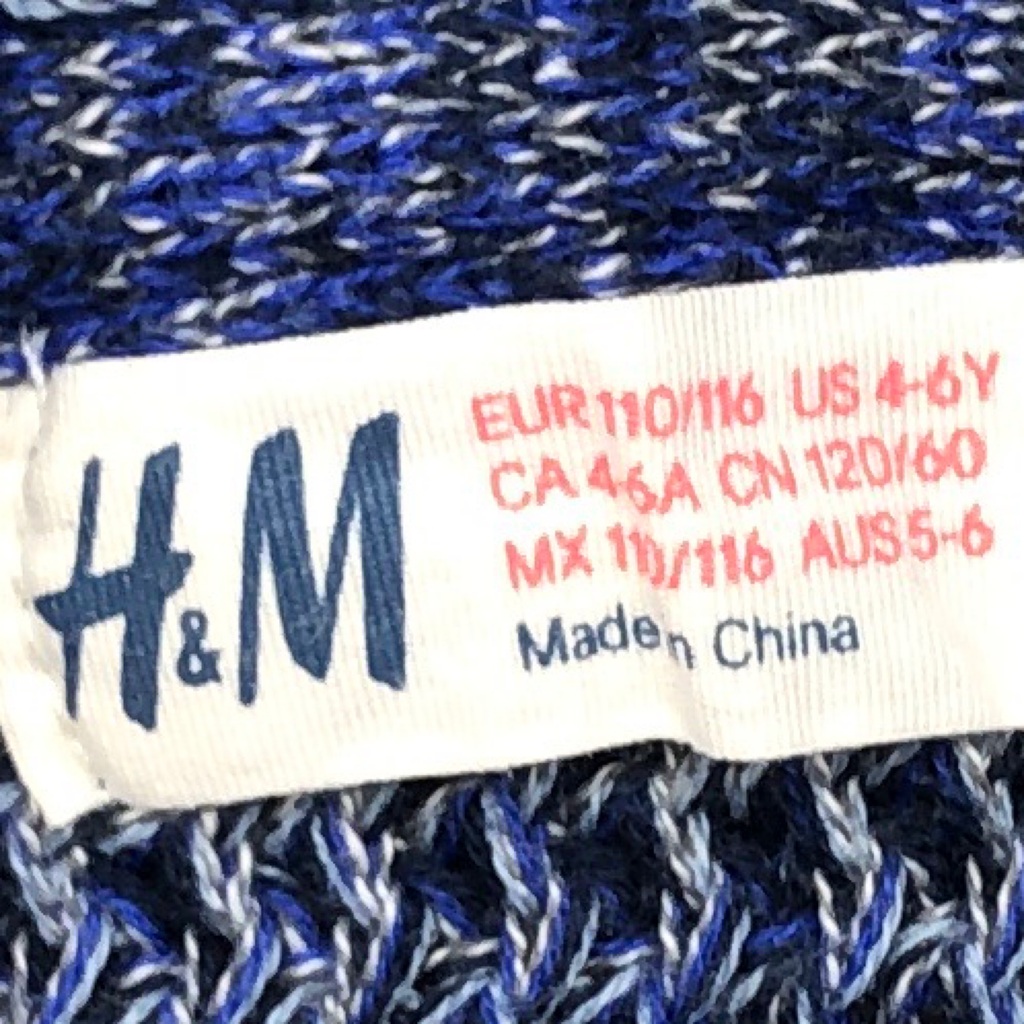 H&M
EUR 110/116 US 4-6Y
CA 4-6A CN 120/60
MX 110/116 AUS 5-6
Made n China